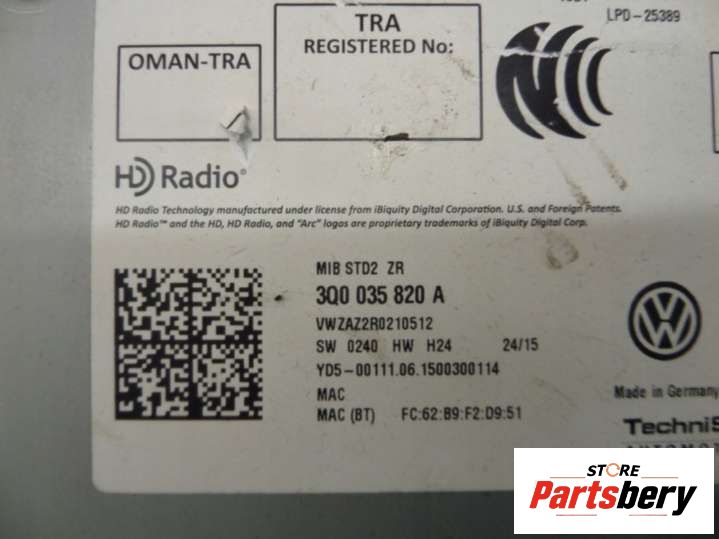 LPD-25389
TRA
REGISTERED No:
OMAN-TRA
HD Radio®
HD Radio Technology manufactured under license from iBiquity Digital Corporation. U.S. and Foreign Patents.
HD Radio™ and the HD, HD Radio, and "Arc" logos are proprietary trademarks of iBiquity Digital Corp.
MIB STD2 ZR
3Q0 035 820 A
VWZAZ2R0210512
SW 0240 HW H24 24/15
YD5-00111.06.1500300114
MAC
MAC (BT) FC:62:B9:F2:D9:51
Made in Germany
TechniS
STORE
Partsbery